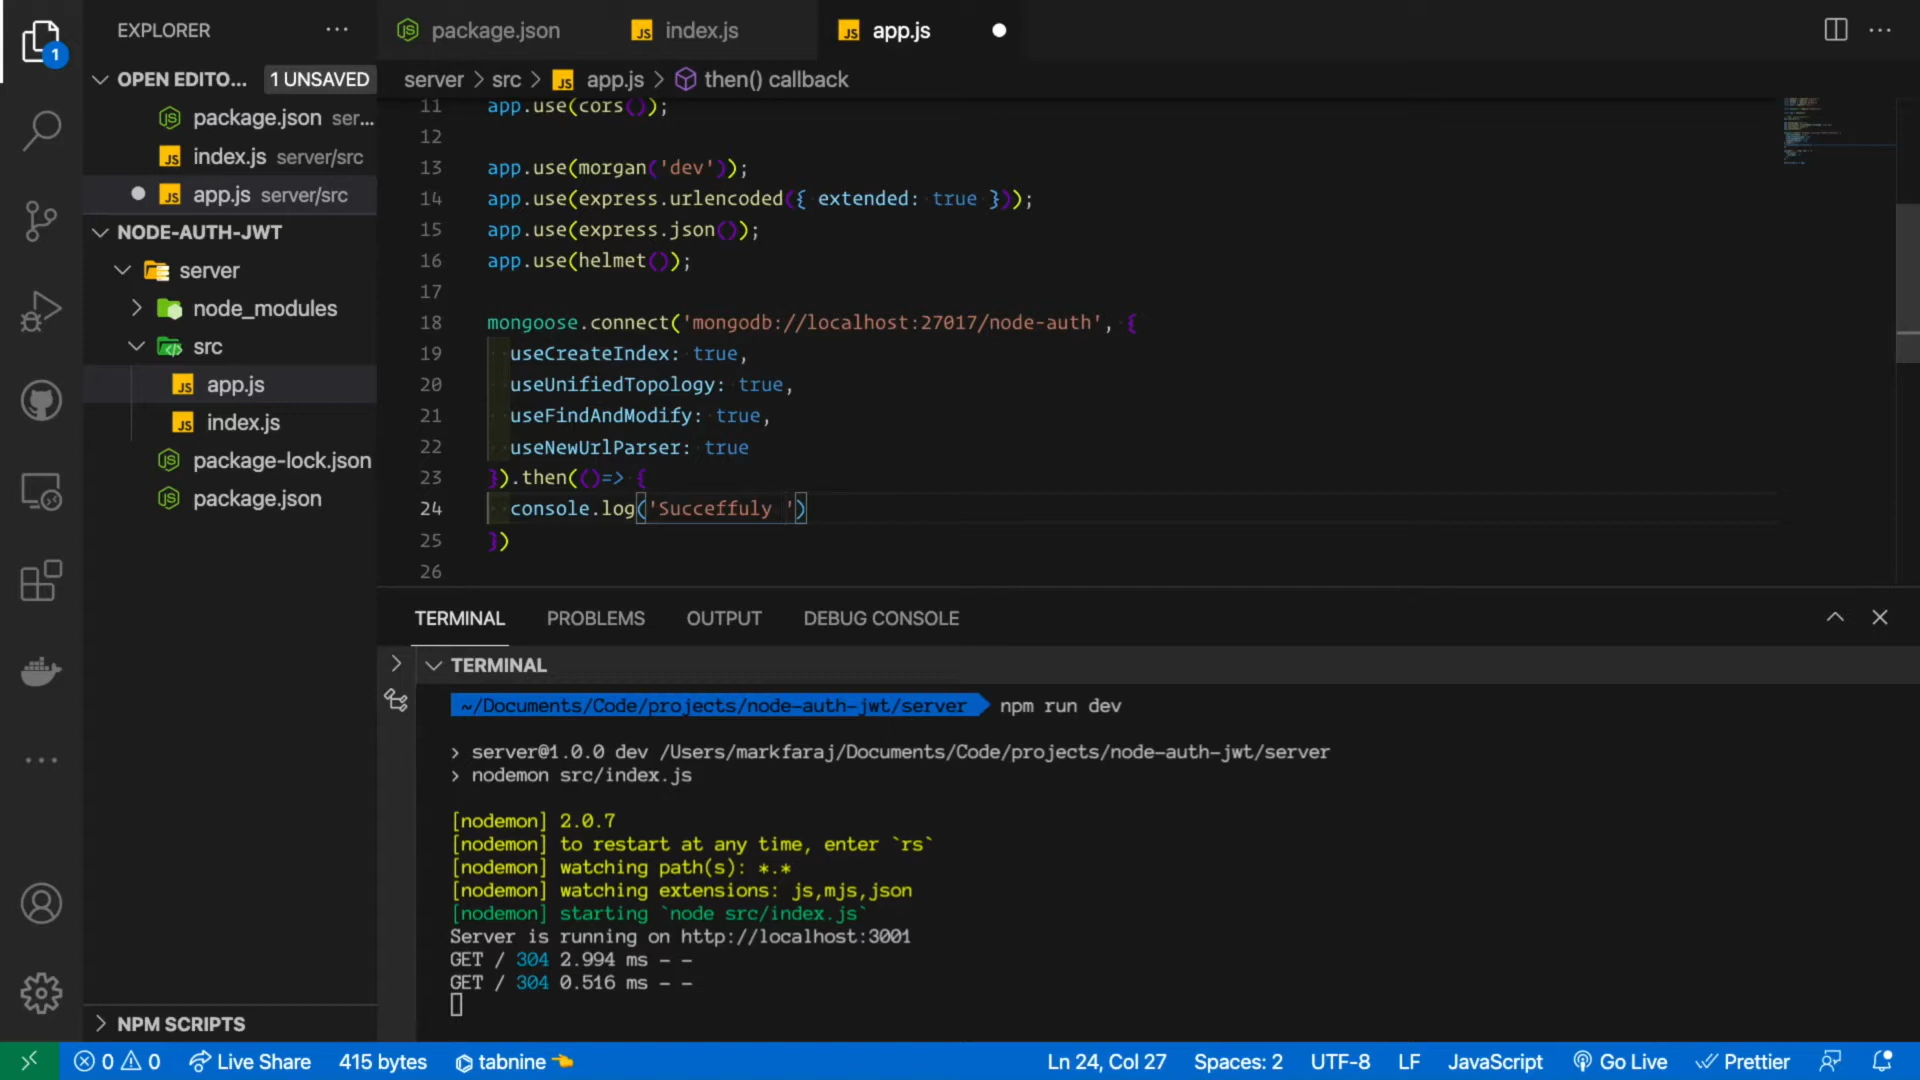 EXPLORER
OPEN EDITO... 1 UNSAVED
package.json ser...
index.js server/src
app.js server/src
NODE-AUTH-JWT
server
node_modules
src
app.js
index.js
package-lock.json
package.json
NPM SCRIPTS
package.json index.js app.js
server > src > app.js > then() callback
11 app.use(cors());
12
13 app.use(morgan('dev'));
14 app.use(express.urlencoded({ extended: true }));
15 app.use(express.json());
16 app.use(helmet());
17
18 mongoose.connect('mongodb://localhost:27017/node-auth', {
19 useCreateIndex: true,
20 useUnifiedTopology: true,
21 useFindAndModify: true,
22 useNewUrlParser: true
23 }).then(()=> {
24 console.log('Succeffuly ')
25 })
26
TERMINAL PROBLEMS OUTPUT DEBUG CONSOLE
TERMINAL
~/Documents/Code/projects/node-auth-jwt/server npm run dev
> server@1.0.0 dev /Users/markfaraj/Documents/Code/projects/node-auth-jwt/server
> nodemon src/index.js
[nodemon] 2.0.7
[nodemon] to restart at any time, enter `rs`
[nodemon] watching path(s): *.*
[nodemon] watching extensions: js,mjs,json
[nodemon] starting `node src/index.js`
Server is running on http://localhost:3001
GET / 304 2.994 ms - -
GET / 304 0.516 ms - -
0 0 Live Share 415 bytes tabnine Ln 24, Col 27 Spaces: 2 UTF-8 LF JavaScript Go Live Prettier